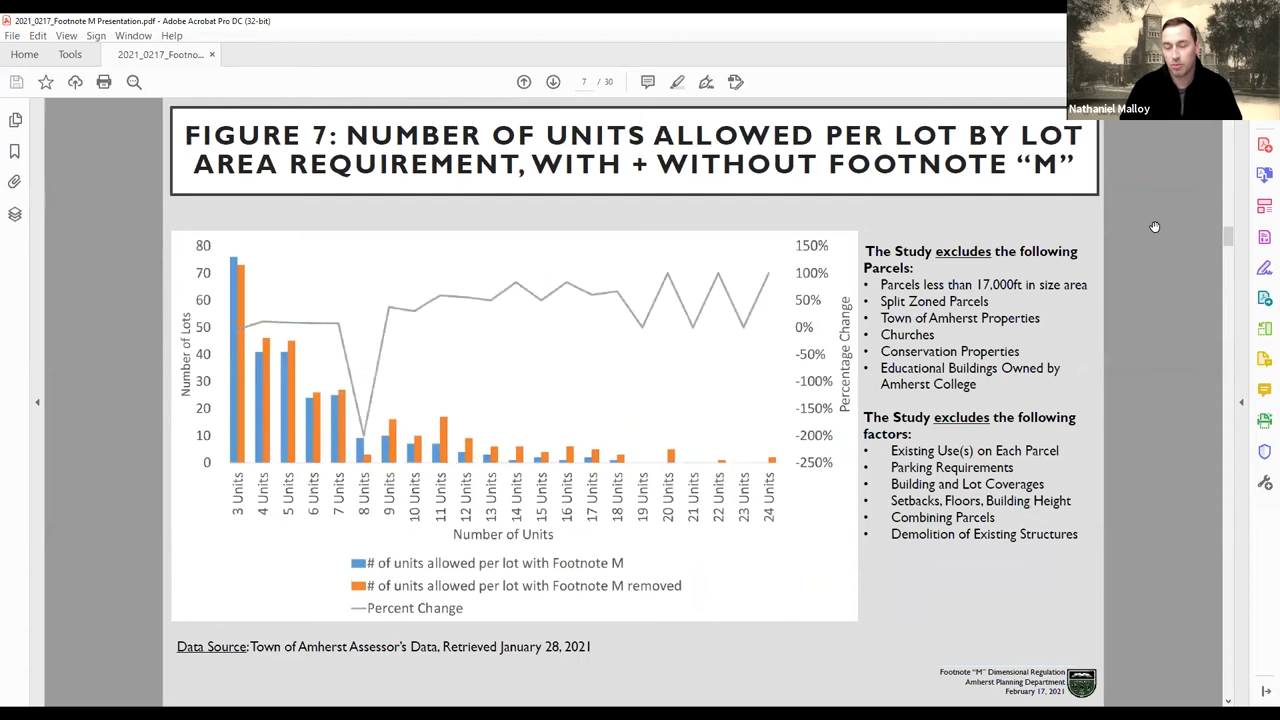 2021_0217_Footnote M Presentation.pdf - Adobe Acrobat Pro DC (32-bit)
File Edit View Sign Window Help
Home Tools 2021_0217_Footno... ×
7 / 30
Nathaniel Malloy
FIGURE 7: NUMBER OF UNITS ALLOWED PER LOT BY LOT
AREA REQUIREMENT, WITH + WITHOUT FOOTNOTE “M”
80
70
60
50
40
30
20
10
0
Number of Lots
150%
100%
50%
0%
-50%
-100%
-150%
-200%
-250%
Percentage Change
3 Units
4 Units
5 Units
6 Units
7 Units
8 Units
9 Units
10 Units
11 Units
12 Units
13 Units
14 Units
15 Units
16 Units
17 Units
18 Units
19 Units
20 Units
21 Units
22 Units
23 Units
24 Units
Number of Units
# of units allowed per lot with Footnote M
# of units allowed per lot with Footnote M removed
Percent Change
The Study excludes the following
Parcels:
• Parcels less than 17,000ft in size area
• Split Zoned Parcels
• Town of Amherst Properties
• Churches
• Conservation Properties
• Educational Buildings Owned by
Amherst College
The Study excludes the following
factors:
• Existing Use(s) on Each Parcel
• Parking Requirements
• Building and Lot Coverages
• Setbacks, Floors, Building Height
• Combining Parcels
• Demolition of Existing Structures
Data Source: Town of Amherst Assessor's Data, Retrieved January 28, 2021
Footnote “M” Dimensional Regulation
Amherst Planning Department
February 17, 2021